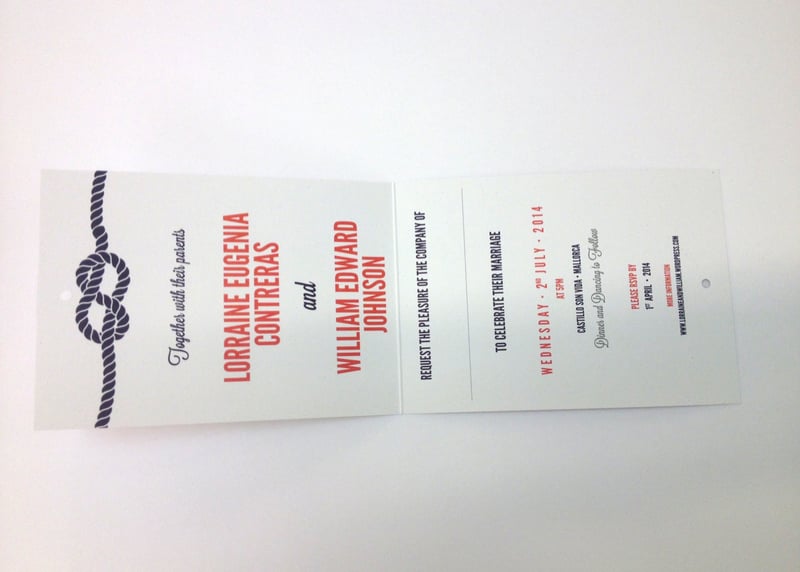 Together with their parents
LORRAINE EUGENIA
CONTRERAS
and
WILLIAM EDWARD
JOHNSON
REQUEST THE PLEASURE OF THE COMPANY OF
TO CELEBRATE THEIR MARRIAGE
WEDNESDAY · 2ND JULY · 2014
AT 5PM
CASTILLO SON VIDA · MALLORCA
Dinner and Dancing to Follow
PLEASE RSVP BY
1ST APRIL · 2014
MORE INFORMATION
WWW.LORRAINEANDWILLIAM.WORDPRESS.COM